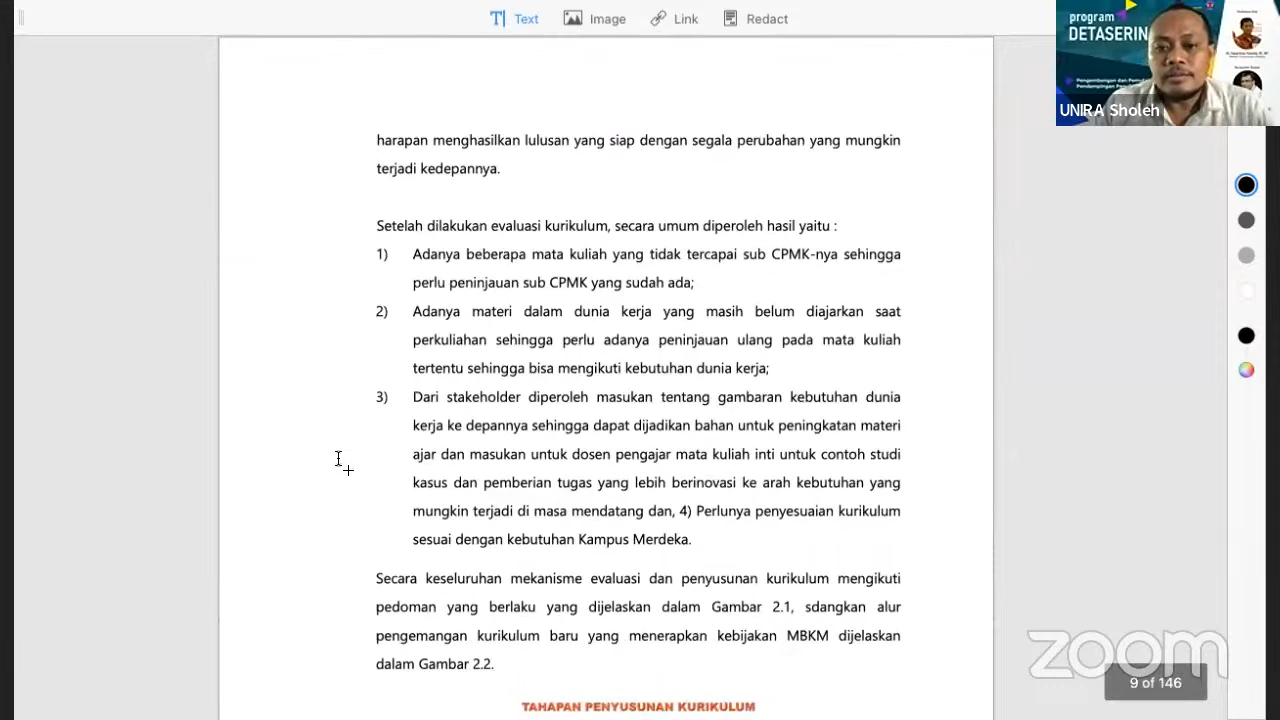 Text Image Link Redact
program
DETASERIN
UNIRA Sholeh
harapan menghasilkan lulusan yang siap dengan segala perubahan yang mungkin
terjadi kedepannya.
Setelah dilakukan evaluasi kurikulum, secara umum diperoleh hasil yaitu :
1) Adanya beberapa mata kuliah yang tidak tercapai sub CPMK-nya sehingga
perlu peninjauan sub CPMK yang sudah ada;
2) Adanya materi dalam dunia kerja yang masih belum diajarkan saat
perkuliahan sehingga perlu adanya peninjauan ulang pada mata kuliah
tertentu sehingga bisa mengikuti kebutuhan dunia kerja;
3) Dari stakeholder diperoleh masukan tentang gambaran kebutuhan dunia
kerja ke depannya sehingga dapat dijadikan bahan untuk peningkatan materi
ajar dan masukan untuk dosen pengajar mata kuliah inti untuk contoh studi
kasus dan pemberian tugas yang lebih berinovasi ke arah kebutuhan yang
mungkin terjadi di masa mendatang dan, 4) Perlunya penyesuaian kurikulum
sesuai dengan kebutuhan Kampus Merdeka.
Secara keseluruhan mekanisme evaluasi dan penyusunan kurikulum mengikuti
pedoman yang berlaku yang dijelaskan dalam Gambar 2.1, sdangkan alur
pengemangan kurikulum baru yang menerapkan kebijakan MBKM dijelaskan
dalam Gambar 2.2.
TAHAPAN PENYUSUNAN KURIKULUM
zoom
9 of 146